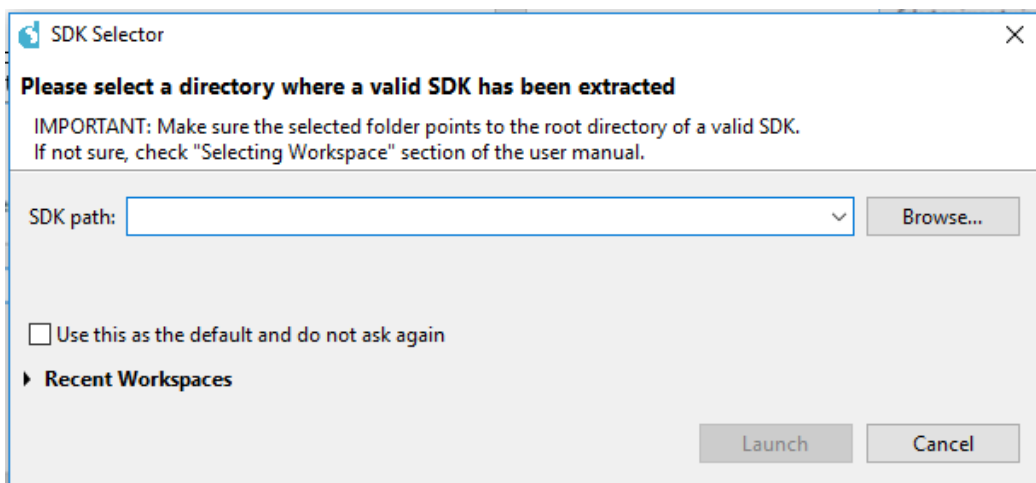 SDK Selector
Please select a directory where a valid SDK has been extracted
IMPORTANT: Make sure the selected folder points to the root directory of a valid SDK.
If not sure, check "Selecting Workspace" section of the user manual.
SDK path:
Browse...
Use this as the default and do not ask again
Recent Workspaces
Launch
Cancel